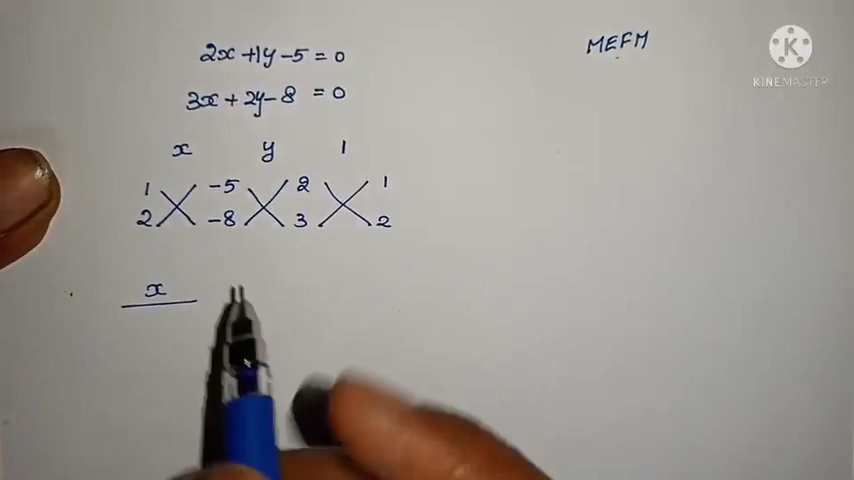 2x + 1y - 5 = 0
3x + 2y - 8 = 0
x y 1
1 -5 2 1
2 -8 3 2
x
MEFM
K
KINEMASTER